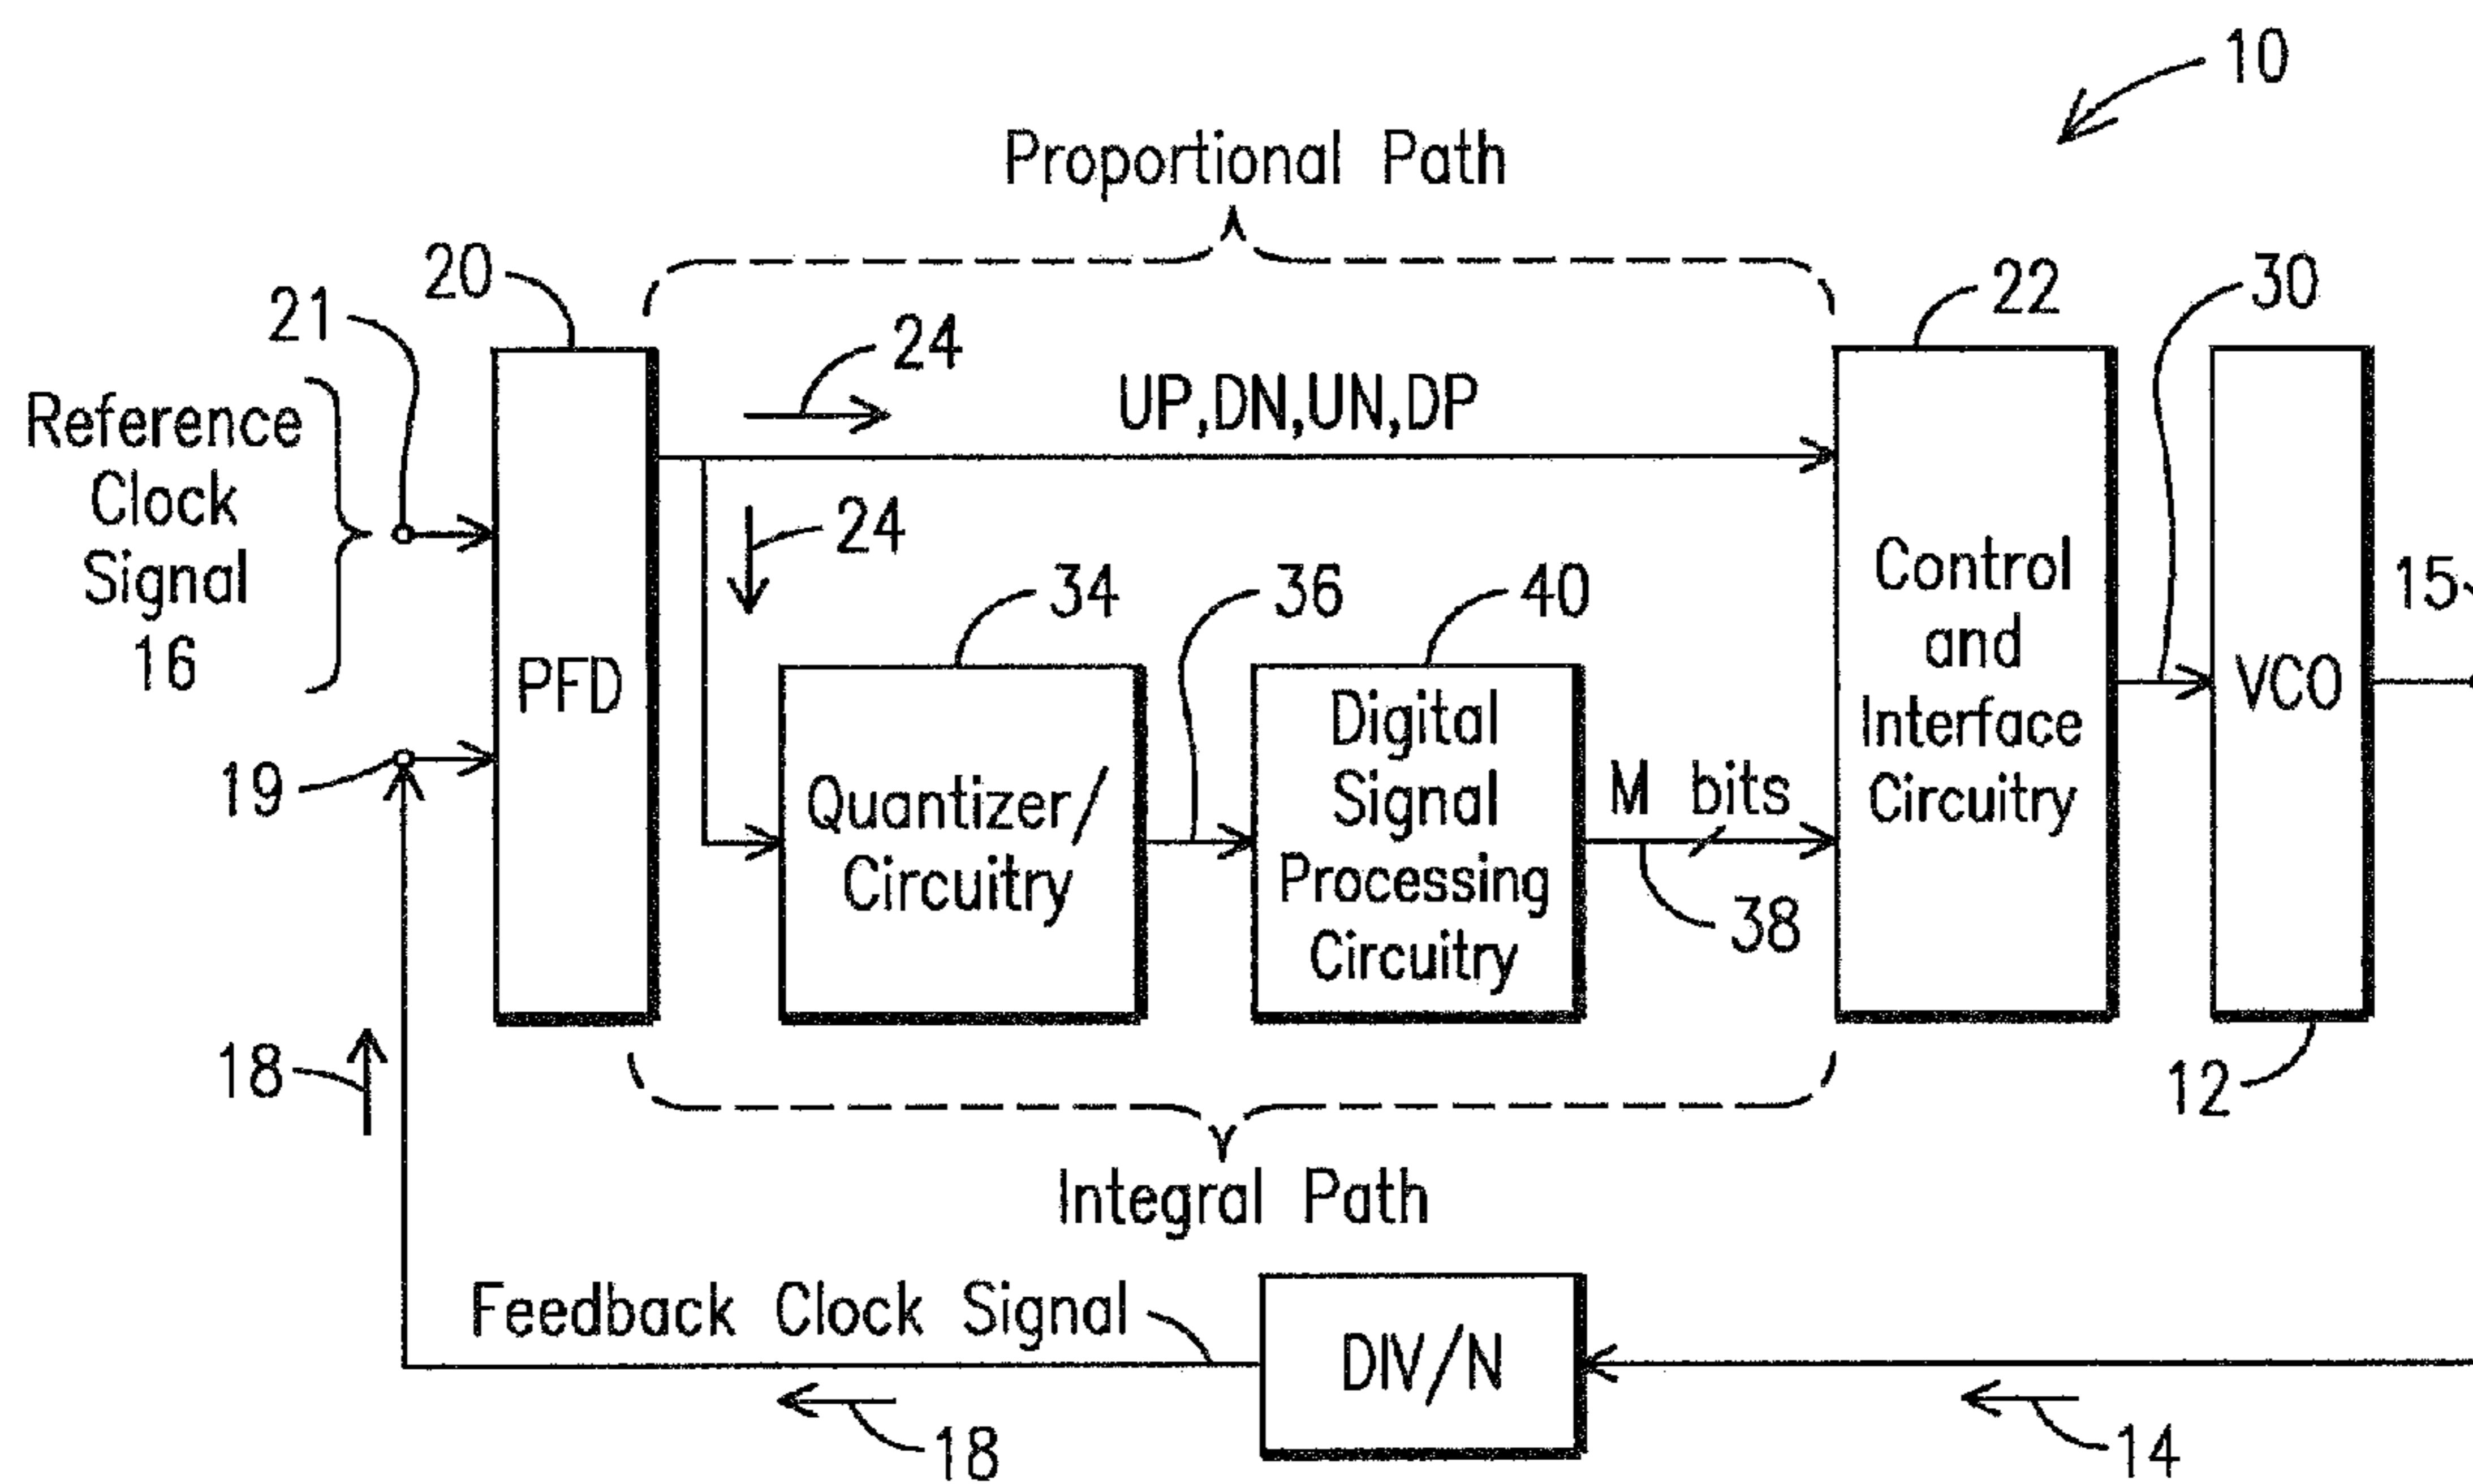 10
Proportional Path
20
21
22
30
24
UP,DN,UN,DP
Reference
Clock
Signal
16
24
34
36
40
15
PFD
Control
and
Interface
Circuitry
VCO
19
Quantizer/
Circuitry
Digital
Signal
Processing
Circuitry
M bits
38
18
12
Integral Path
Feedback Clock Signal
DIV/N
18
14